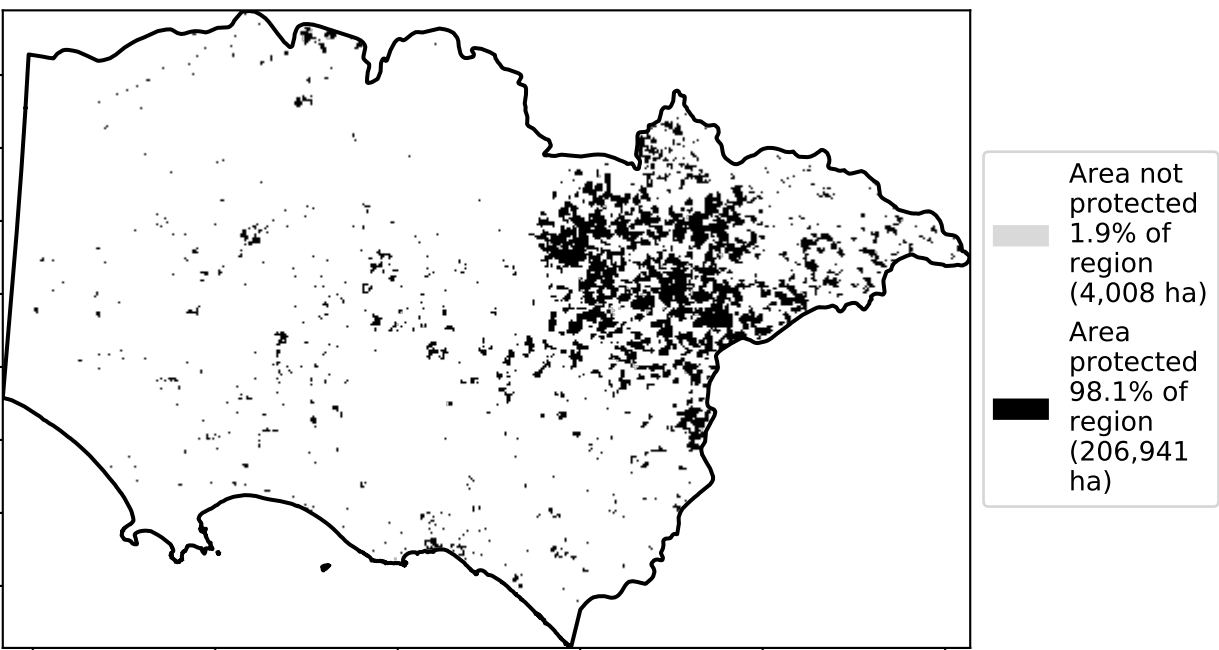 Area not
protected
1.9% of
region
(4,008 ha)
Area
protected
98.1% of
region
(206,941
ha)